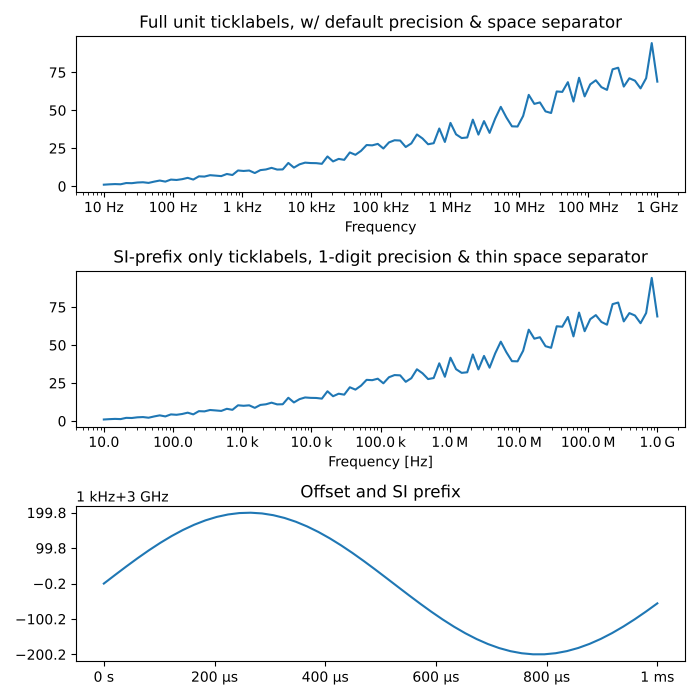 Full unit ticklabels, w/ default precision & space separator
75
50
25
0
10 Hz 100 Hz 1 kHz 10 kHz 100 kHz 1 MHz 10 MHz 100 MHz 1 GHz
Frequency
SI-prefix only ticklabels, 1-digit precision & thin space separator
75
50
25
0
10.0 100.0 1.0 k 10.0 k 100.0 k 1.0 M 10.0 M 100.0 M 1.0 G
Frequency [Hz]
Offset and SI prefix
1 kHz+3 GHz
199.8
99.8
−0.2
−100.2
−200.2
0 s 200 µs 400 µs 600 µs 800 µs 1 ms